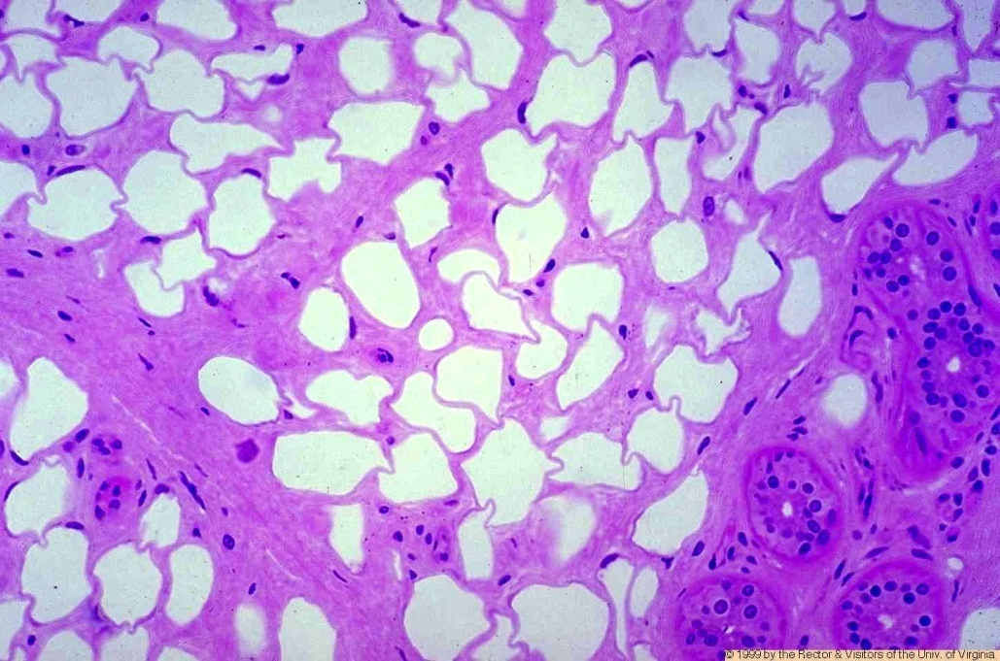 © 1999 by the Rector & Visitors of the Univ. of Virginia